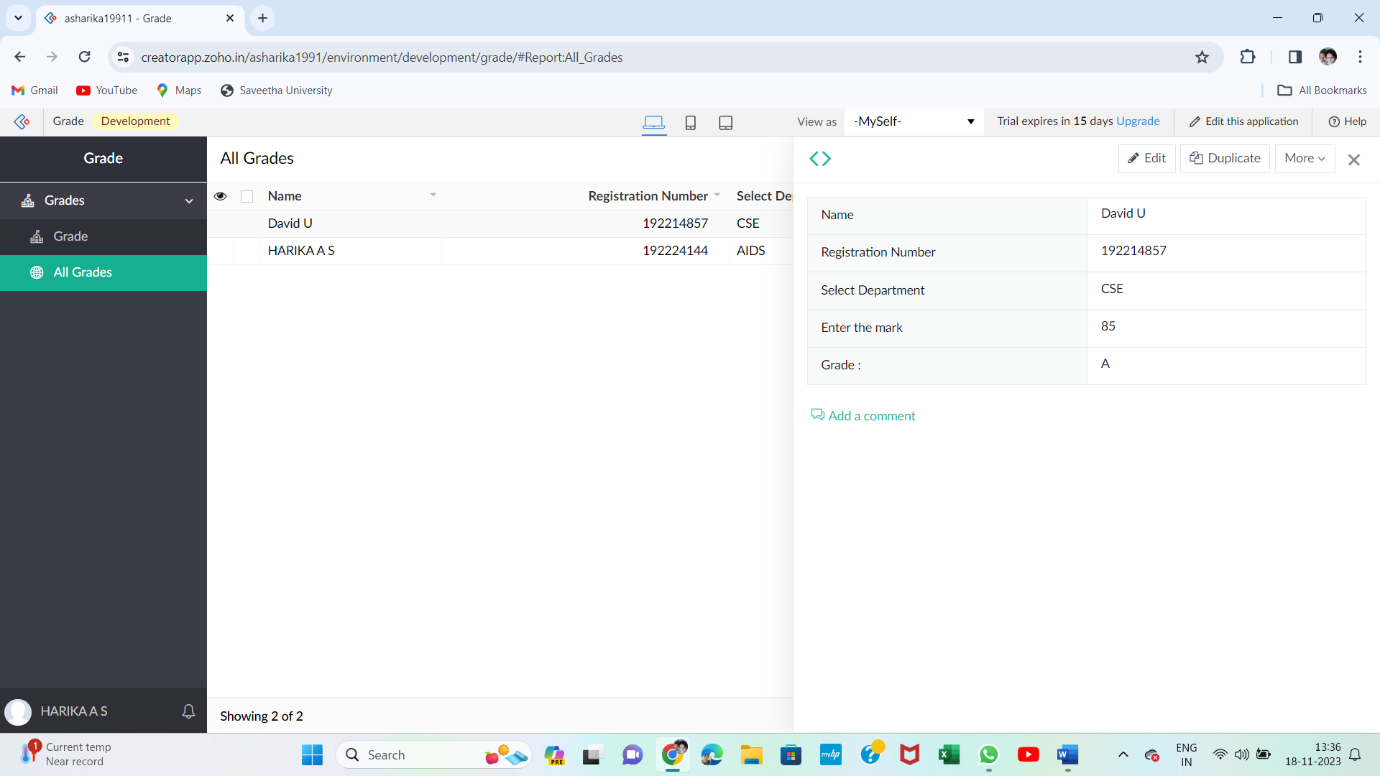 asharika19911 - Grade
creatorapp.zoho.in/asharika1991/environment/development/grade/#Report:All_Grades
Gmail YouTube Maps Saveetha University All Bookmarks
Grade Development View as -MySelf- Trial expires in 15 days Upgrade Edit this application Help
Grade
Grades
Grade
All Grades
HARIKA A S
All Grades
Name Registration Number Select De
David U 192214857 CSE
HARIKA A S 192224144 AIDS
Showing 2 of 2
Edit Duplicate More
Name David U
Registration Number 192214857
Select Department CSE
Enter the mark 85
Grade : A
Add a comment
1 Current temp
Near record
Search
PRE
myhp
ENG
IN
13:36
18-11-2023